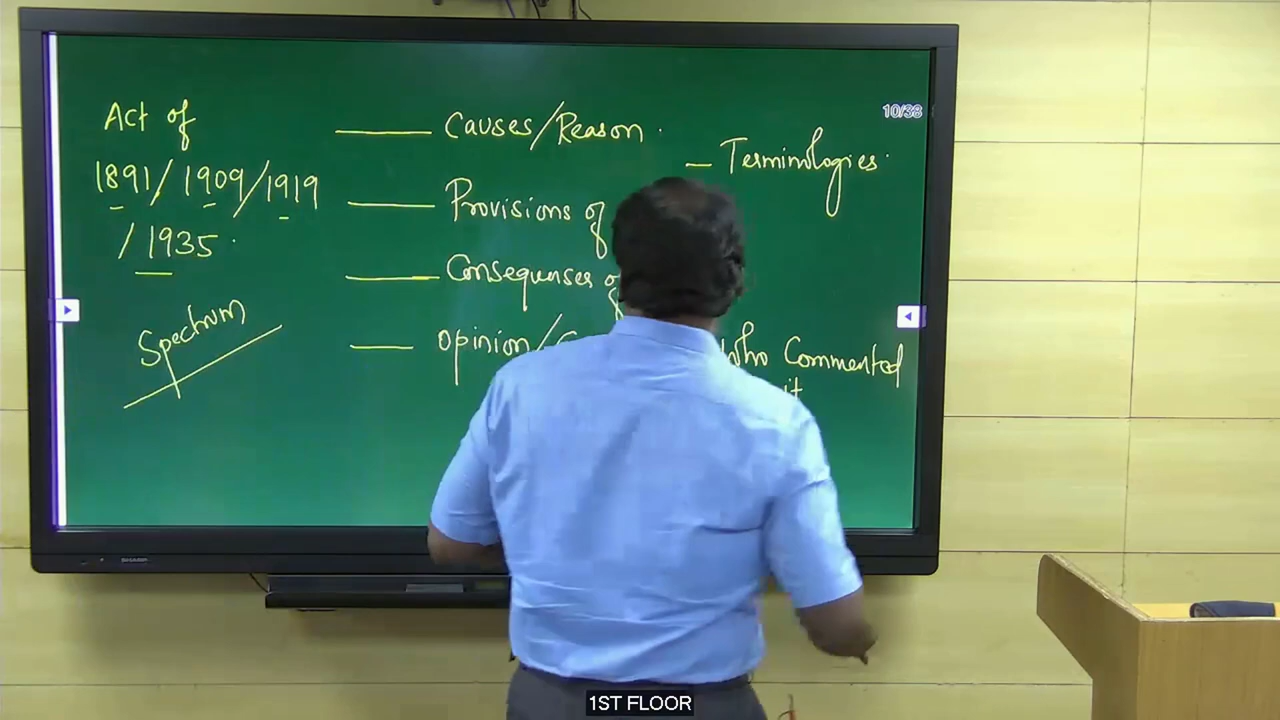 Act of
1891/1909/1919
/1935.
Spectrum
Causes/Reason.
Provisions of
Consequenses of
Opinion/
Who Commented
it
- Terminologies.
10/38
SHARP
1ST FLOOR